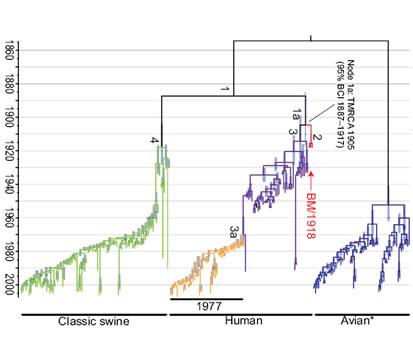 1860
1880
1900
1920
1940
1960
1980
2000
1
1a
2
3
3a
4
Node 1a: TMRCA 1905
(95% BCI 1887–1917)
BM/1918
1977
Classic swine
Human
Avian*